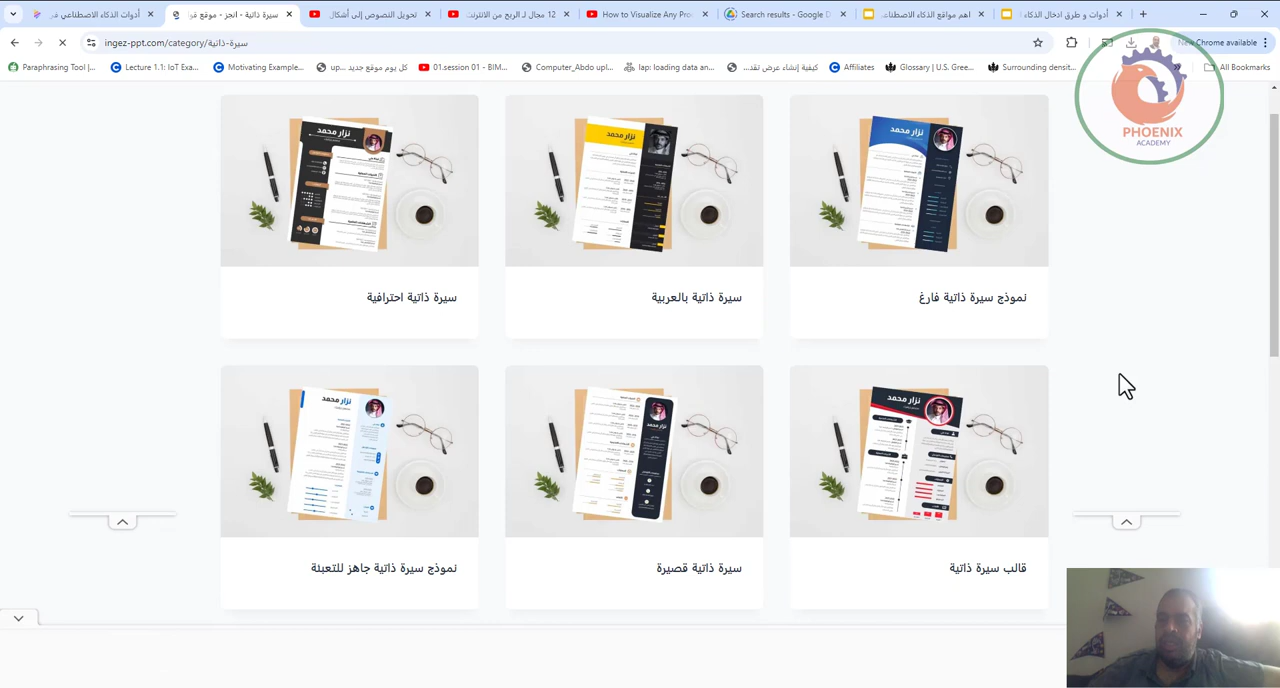 سيرة ذاتية - انجز - موقع فو
تحويل النصوص إلى أشكال
12 مجال لـ الربح من الانترنت
How to Visualize Any Pro
Search results - Google D
اهم مواقع الذكاء الاصطناعي
أدوات و طرق ادخال الذكاء ا
ingez-ppt.com/category/سيرة-ذاتية
New Chrome available
Paraphrasing Tool |...
Lecture 1.1: IoT Exa...
Motivating Example...
كل يوم موقع جديد up...
01.session - BIM1 -...
Computer_Abdo upl...
lap: loading data an...
كيفية إنشاء عرض تقد...
Affiliates
Glossary | U.S. Gree...
Surrounding densit...
All Bookmarks
PHOENIX
ACADEMY
نزار محمد
نزار محمد
نزار محمد
نموذج سيرة ذاتية فارغ
سيرة ذاتية بالعربية
سيرة ذاتية احترافية
نزار محمد
نزار محمد
نزار محمد
قالب سيرة ذاتية
سيرة ذاتية قصيرة
نموذج سيرة ذاتية جاهز للتعبئة